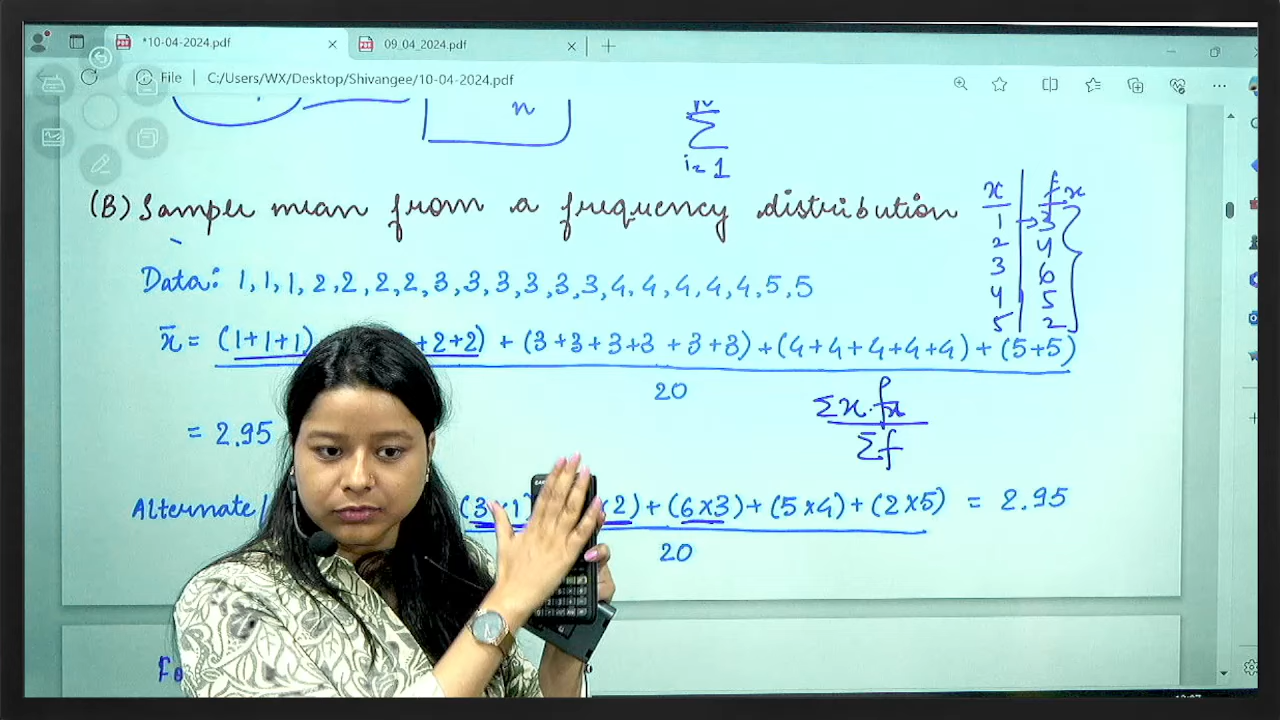 *10-04-2024.pdf
09_04_2024.pdf
File | C:/Users/WX/Desktop/Shivangee/10-04-2024.pdf
n
Σ
i=1
(B) Sample mean from a frequency distribution
x | fx
1 → 3
2 4
3 6
4 5
5 2
Data: 1, 1, 1, 2, 2, 2, 2, 3, 3, 3, 3, 3, 3, 4, 4, 4, 4, 4, 5, 5
x̄ = (1+1+1) +2+2) + (3+3+3+3+3+3) + (4+4+4+4+4) + (5+5)
20
= 2.95
Σx.fx
Σf
Alternate (3×1) ×2) + (6×3) + (5×4) + (2×5) = 2.95
20